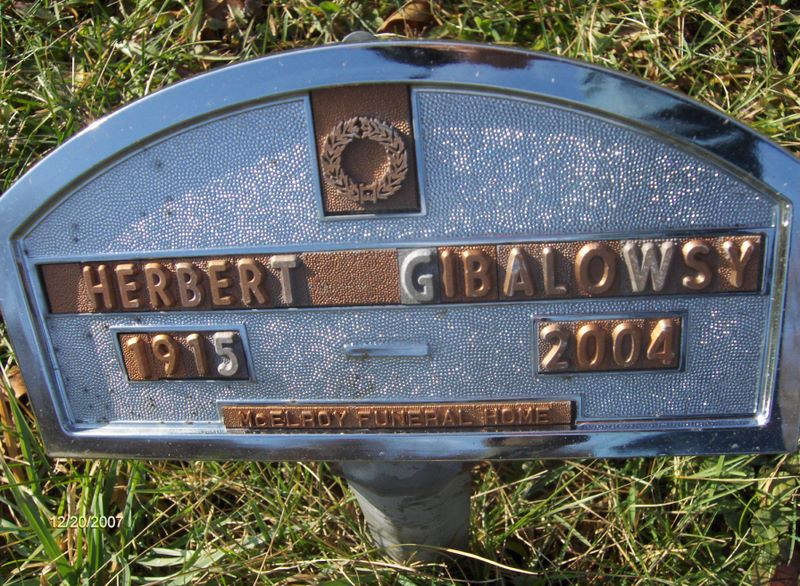 HERBERT GIBALOWSY
1915 — 2004
McELROY FUNERAL HOME
12/20/2007